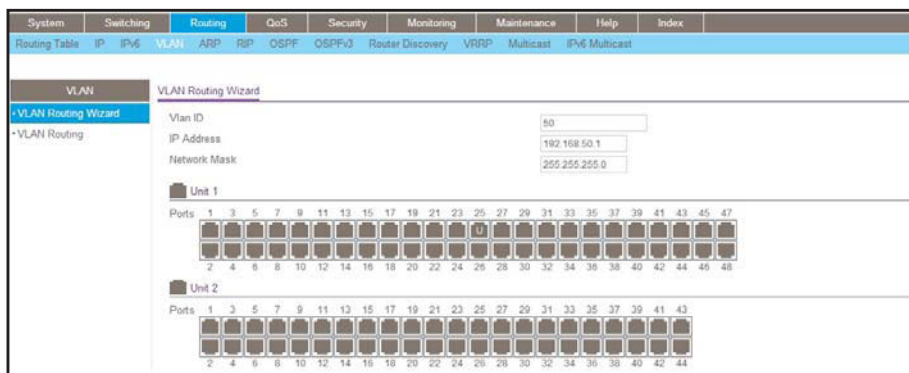 System Switching Routing QoS Security Monitoring Maintenance Help Index
Routing Table IP IPv6 VLAN ARP RIP OSPF OSPFv3 Router Discovery VRRP Multicast IPv6 Multicast
VLAN
• VLAN Routing Wizard
• VLAN Routing
VLAN Routing Wizard
Vlan ID 50
IP Address 192.168.50.1
Network Mask 255.255.255.0
Unit 1
Ports 1 3 5 7 9 11 13 15 17 19 21 23 25 27 29 31 33 35 37 39 41 43 45 47
U
2 4 6 8 10 12 14 16 18 20 22 24 26 28 30 32 34 36 38 40 42 44 46 48
Unit 2
Ports 1 3 5 7 9 11 13 15 17 19 21 23 25 27 29 31 33 35 37 39 41 43
2 4 6 8 10 12 14 16 18 20 22 24 26 28 30 32 34 36 38 40 42 44